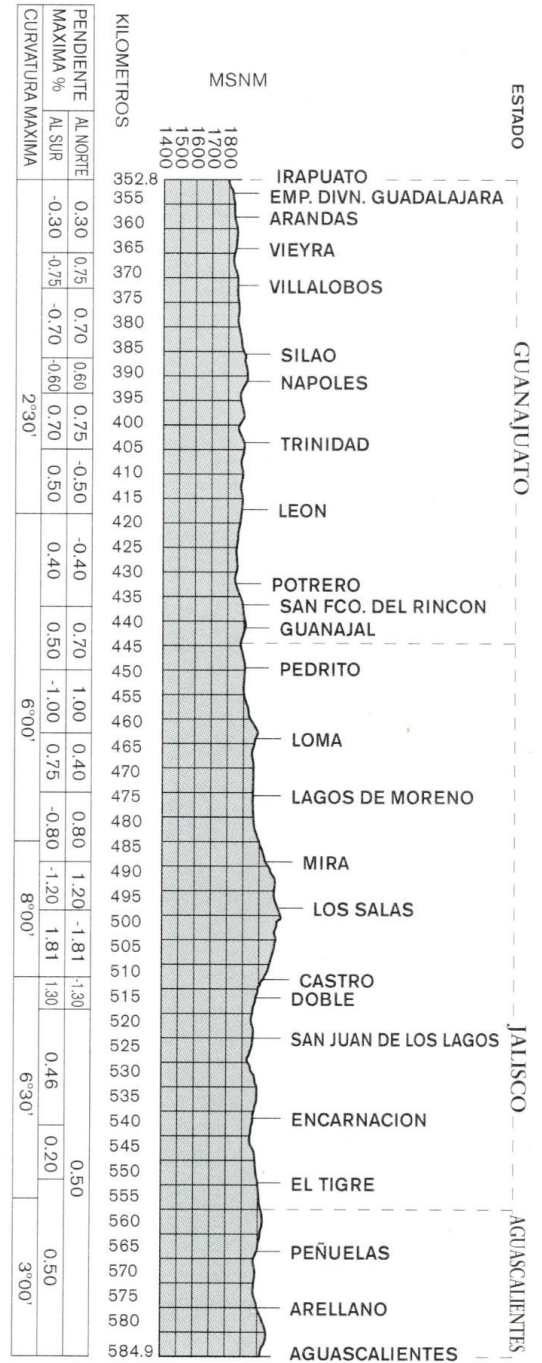 ESTADO
GUANAJUATO
JALISCO
AGUASCALIENTES
MSNM
1400
1500
1600
1700
1800
KILOMETROS
352.8
355
360
365
370
375
380
385
390
395
400
405
410
415
420
425
430
435
440
445
450
455
460
465
470
475
480
485
490
495
500
505
510
515
520
525
530
535
540
545
550
555
560
565
570
575
580
584.9
IRAPUATO
EMP. DIVN. GUADALAJARA
ARANDAS
VIEYRA
VILLALOBOS
SILAO
NAPOLES
TRINIDAD
LEON
POTRERO
SAN FCO. DEL RINCON
GUANAJAL
PEDRITO
LOMA
LAGOS DE MORENO
MIRA
LOS SALAS
CASTRO
DOBLE
SAN JUAN DE LOS LAGOS
ENCARNACION
EL TIGRE
PEÑUELAS
ARELLANO
AGUASCALIENTES
PENDIENTE
MAXIMA %
AL NORTE
0.30
0.75
0.70
0.60
0.75
-0.50
-0.40
0.70
1.00
0.40
0.80
1.20
-1.81
-1.30
0.50
AL SUR
-0.30
-0.75
-0.70
-0.60
0.70
0.50
0.40
0.50
-1.00
0.75
-0.80
-1.20
1.81
1.30
0.46
0.20
0.50
CURVATURA MAXIMA
2°30'
6°00'
8°00'
6°30'
3°00'